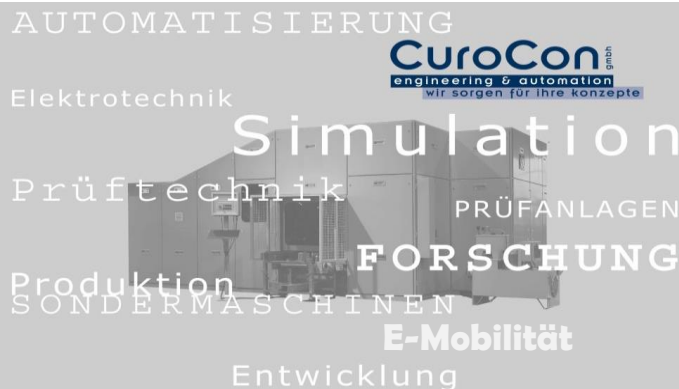 AUTOMATISIERUNG
CuroCon gmbh
engineering & automation
wir sorgen für ihre konzepte
Elektrotechnik
Simulation
Prüftechnik
PRÜFANLAGEN
FORSCHUNG
Produktion
SONDERMASCHINEN
E-Mobilität
Entwicklung